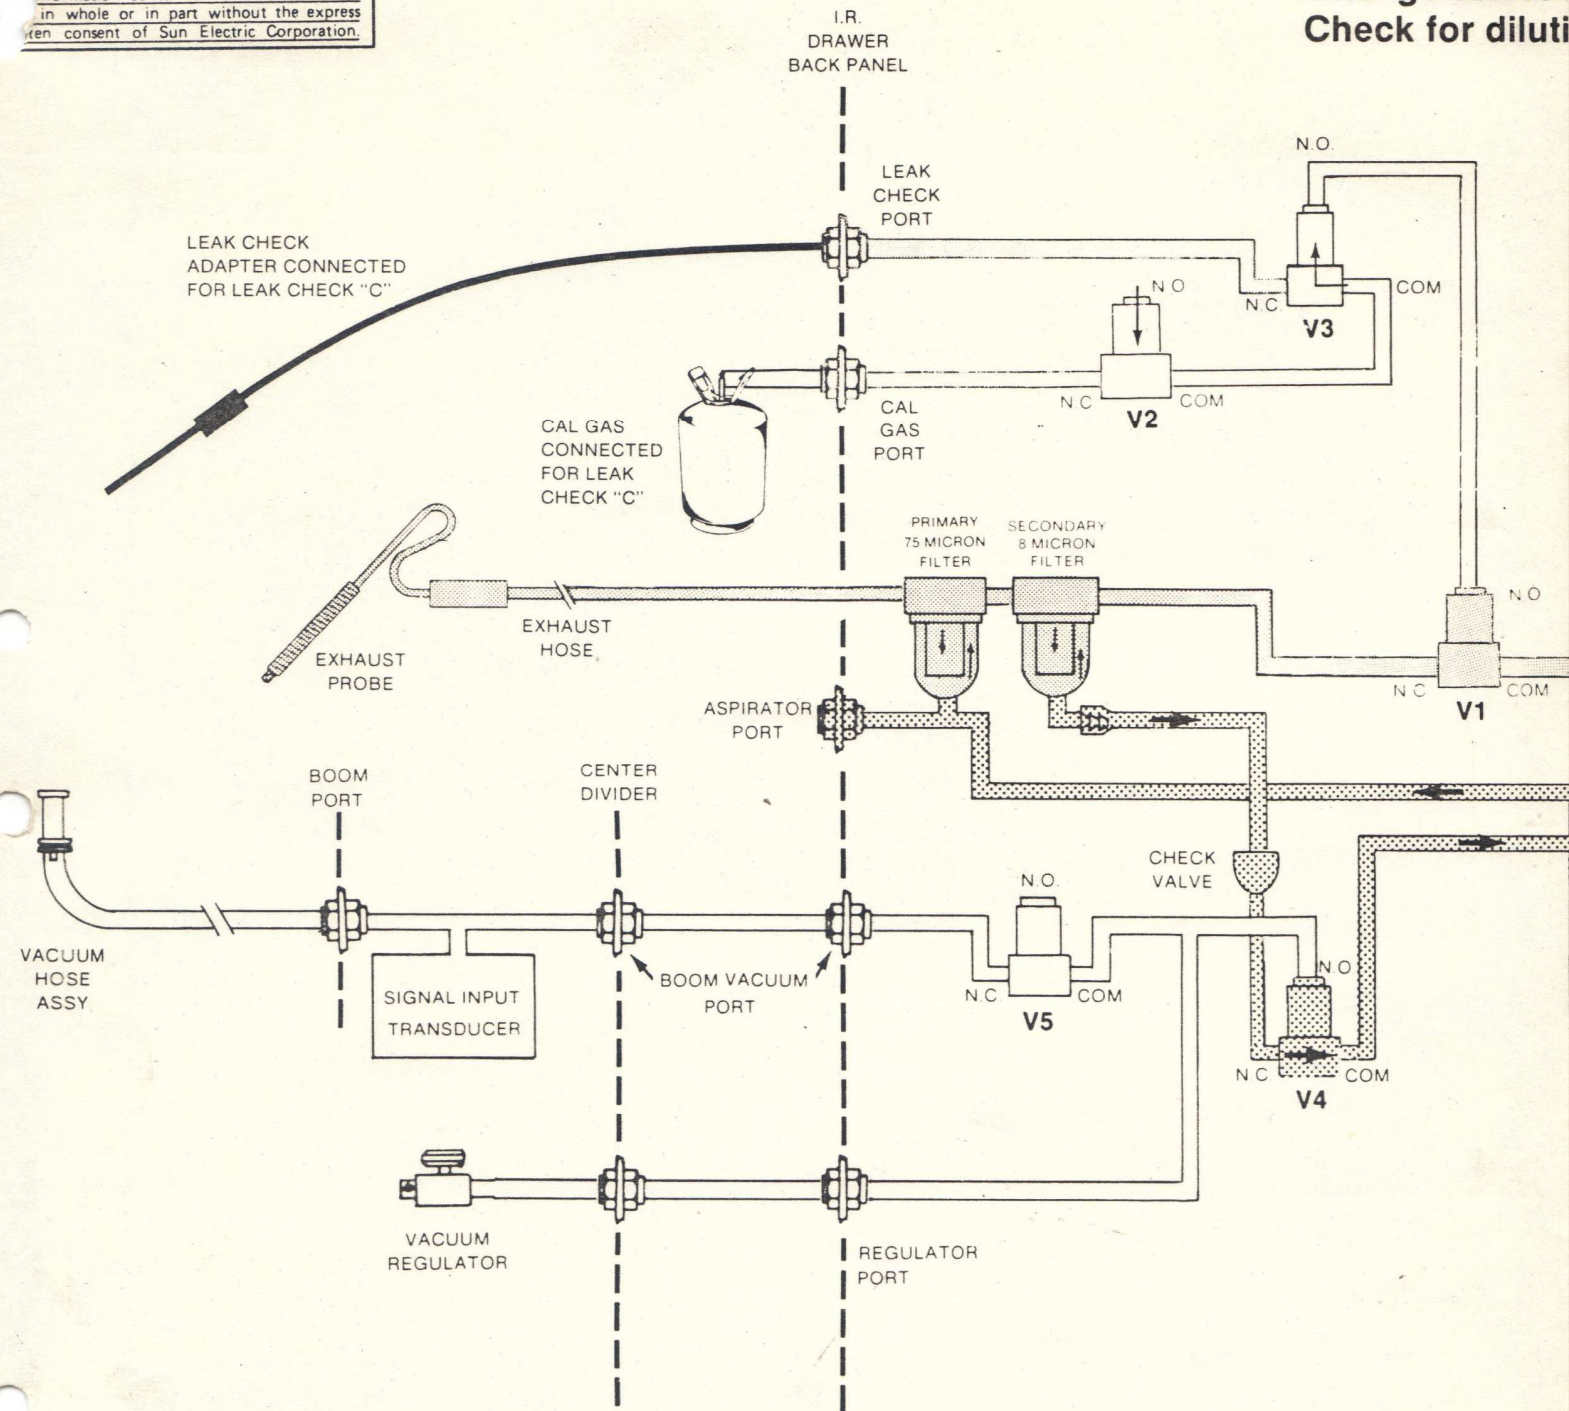 in whole or in part without the express
consent of Sun Electric Corporation.
Check for
I.R.
DRAWER
BACK PANEL
N.O.
LEAK
CHECK
PORT
LEAK CHECK
ADAPTER CONNECTED
FOR LEAK CHECK "C"
N.O
N.C.
COM
V3
CAL GAS
CONNECTED
FOR LEAK
CHECK "C"
CAL
GAS
PORT
N.C
COM
V2
PRIMARY
75 MICRON
FILTER
SECONDARY
8 MICRON
FILTER
N.O
EXHAUST
HOSE
EXHAUST
PROBE
N.C
COM
V1
ASPIRATOR
PORT
BOOM
PORT
CENTER
DIVIDER
CHECK
VALVE
N.O.
VACUUM
HOSE
ASSY.
SIGNAL INPUT
TRANSDUCER
BOOM VACUUM
PORT
N.C.
COM
V5
N.O
N.C.
COM
V4
VACUUM
REGULATOR
REGULATOR
PORT